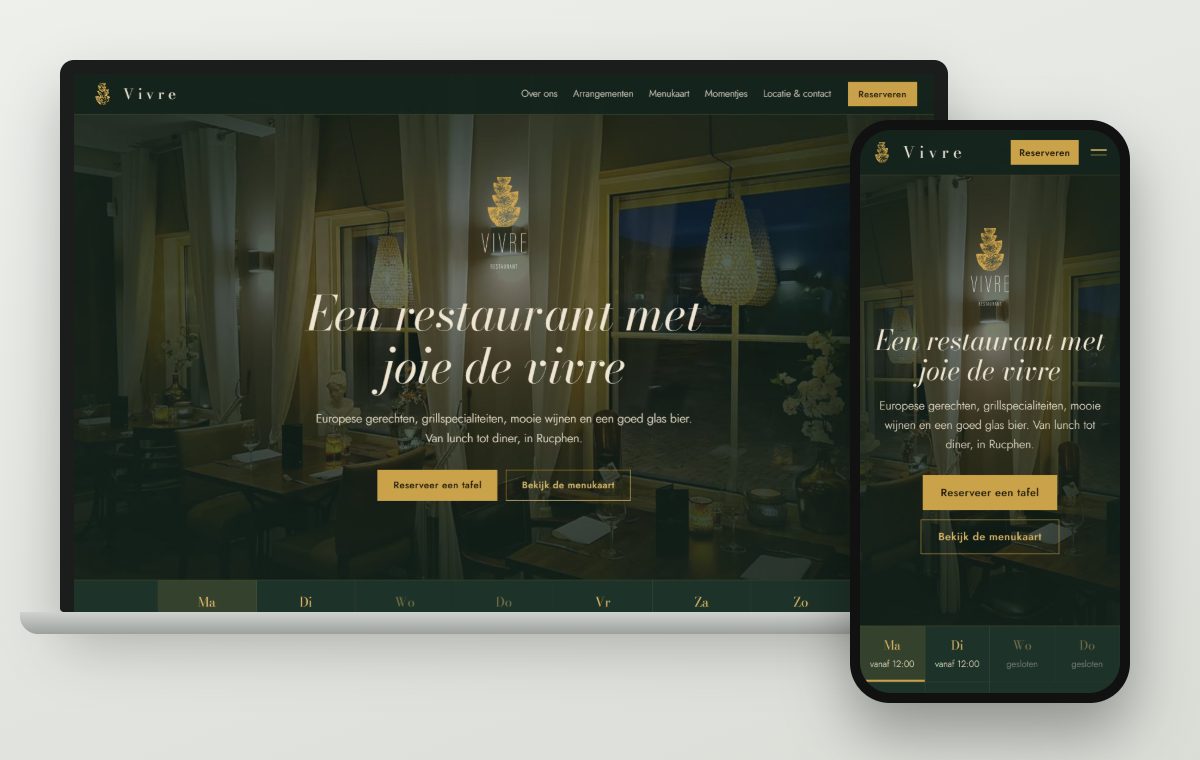 Vivre
Over ons Arrangementen Menukaart Momentjes Locatie & contact Reserveren
VIVRE
RESTAURANT
Een restaurant met
joie de vivre
Europese gerechten, grillspecialiteiten, mooie wijnen en een goed glas bier.
Van lunch tot diner, in Rucphen.
Reserveer een tafel Bekijk de menukaart
Ma Di Wo Do Vr Za Zo
Vivre Reserveren
VIVRE
RESTAURANT
Een restaurant met
joie de vivre
Europese gerechten, grillspecialiteiten, mooie
wijnen en een goed glas bier. Van lunch tot
diner, in Rucphen.
Reserveer een tafel
Bekijk de menukaart
Ma Di Wo Do
vanaf 12:00 vanaf 12:00 gesloten gesloten